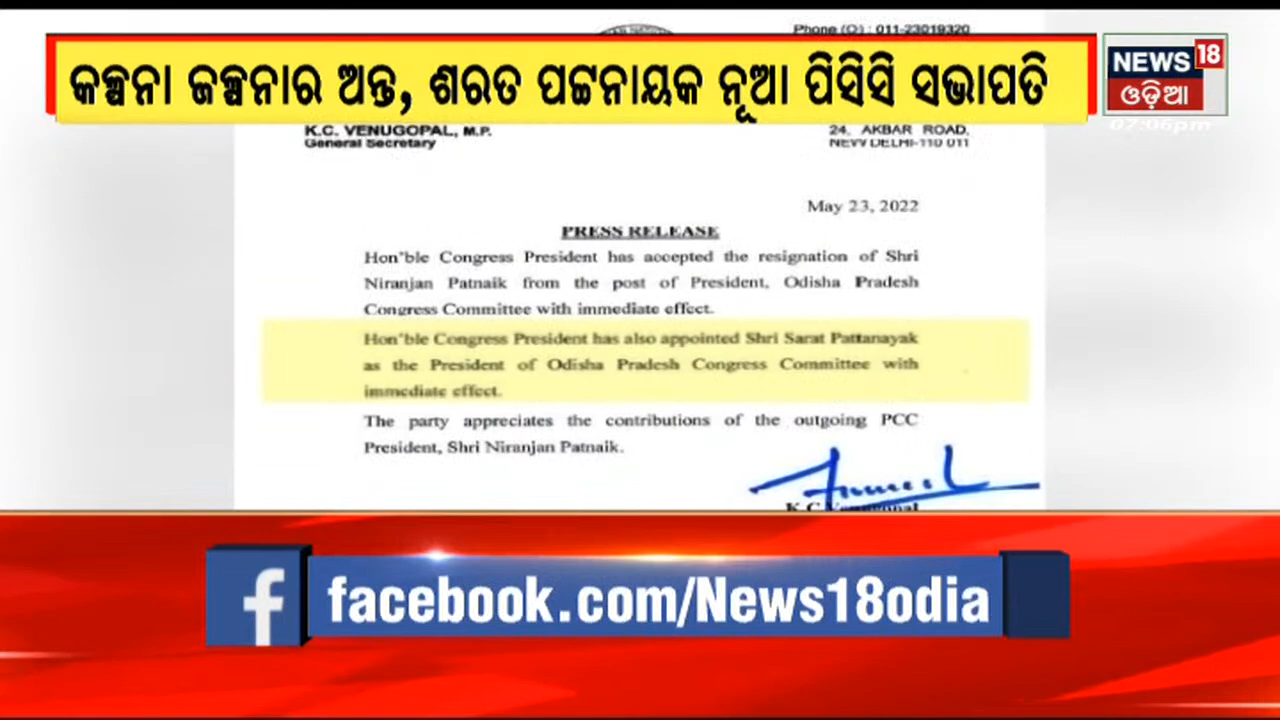 Phone (O) : 011-23019320
କଳ୍ପନା ଜଳ୍ପନାର ଅନ୍ତ, ଶରତ ପଟ୍ଟନାୟକ ନୂଆ ପିସିସି ସଭାପତି
NEWS 18
ଓଡ଼ିଆ
07:06pm
K.C. VENUGOPAL, M.P.
24, AKBAR ROAD,
General Secretary
NEW DELHI-110 011
May 23, 2022
PRESS RELEASE
Hon"ble Congress President has accepted the resignation of Shri
Niranjan Patnaik from the post of President, Odisha Pradesh
Congress Committee with immediate effect.
Hon"ble Congress President has also appointed Shri Sarat Pattanayak
as the President of Odisha Pradesh Congress Committee with
immediate effect.
The party appreciates the contributions of the outgoing PCC
President, Shri Niranjan Patnaik.
K.C. Venugopal
f facebook.com/News18odia